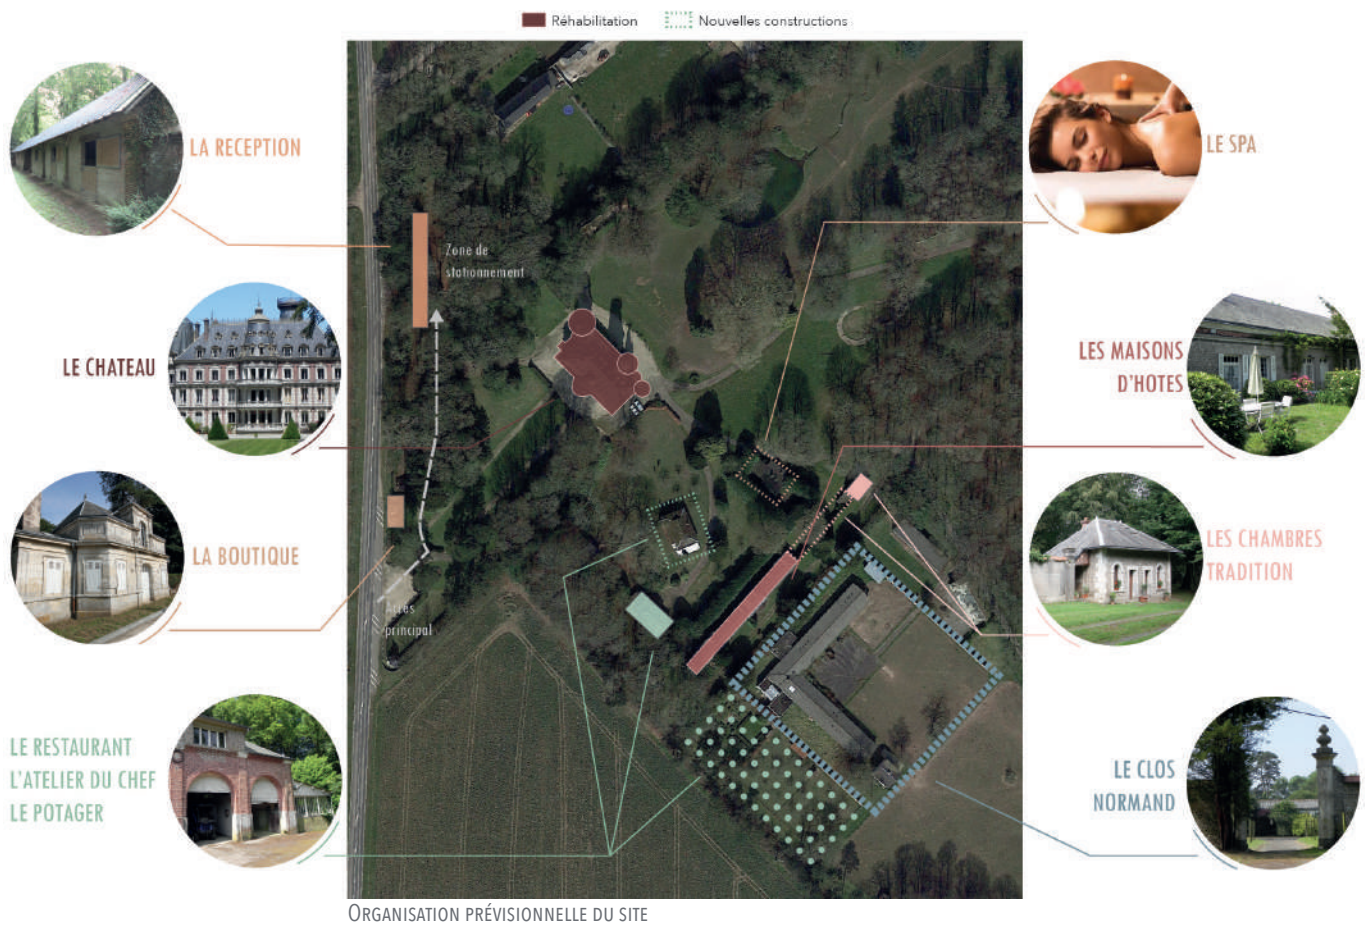 Réhabilitation
Nouvelles constructions
LA RECEPTION
LE SPA
Zone de
stationnement
LE CHATEAU
LES MAISONS
D'HOTES
LA BOUTIQUE
LES CHAMBRES
TRADITION
Accès
principal
LE RESTAURANT
L'ATELIER DU CHEF
LE POTAGER
LE CLOS
NORMAND
ORGANISATION PRÉVISIONNELLE DU SITE